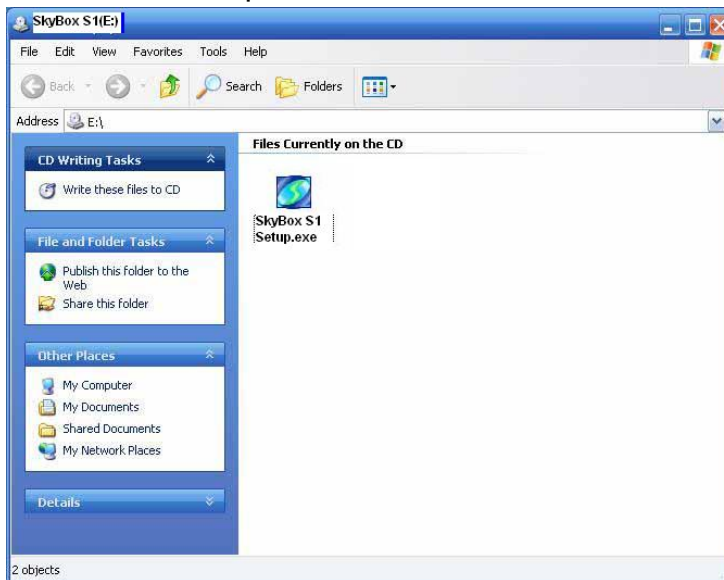 SkyBox S1(E:)
File Edit View Favorites Tools Help
Back Search Folders
Address E:\
CD Writing Tasks
Write these files to CD
File and Folder Tasks
Publish this folder to the
Web
Share this folder
Other Places
My Computer
My Documents
Shared Documents
My Network Places
Details
Files Currently on the CD
SkyBox S1
Setup.exe
2 objects